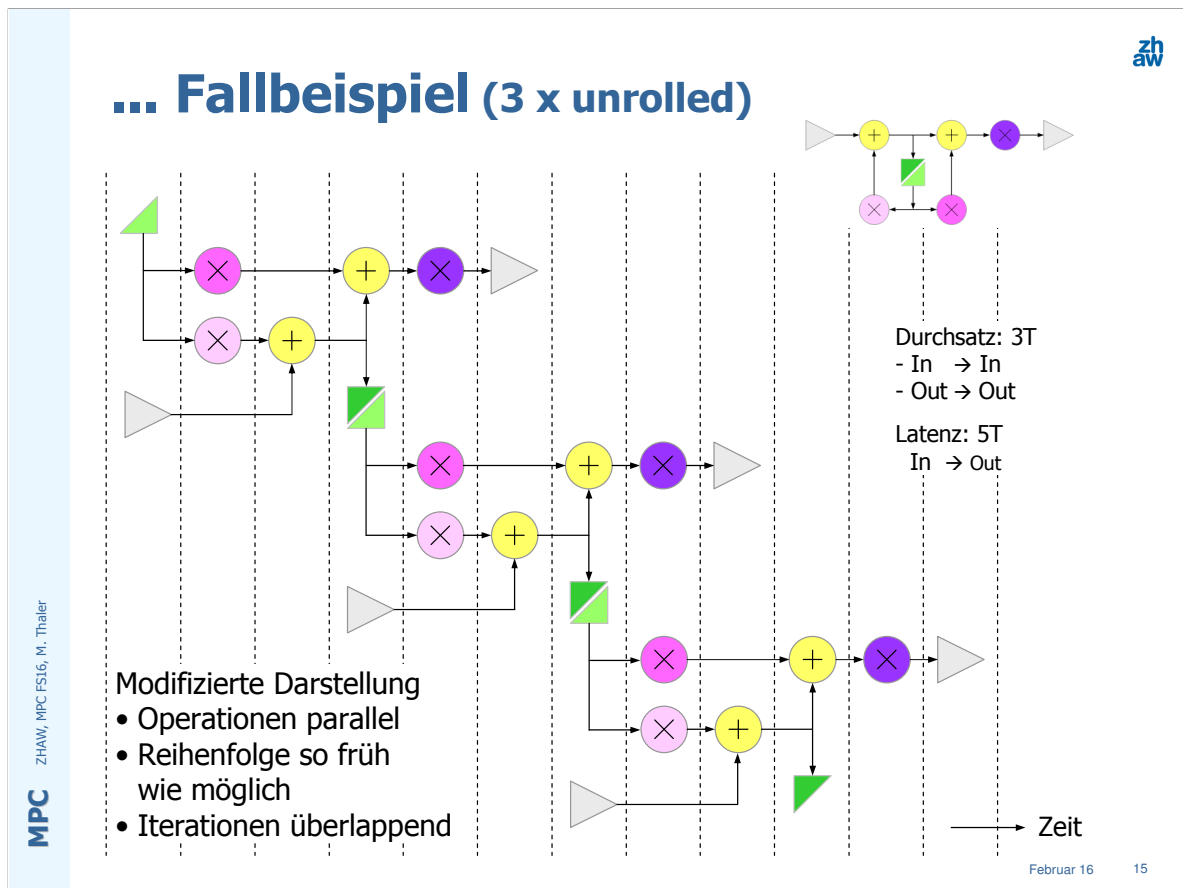 zh
aw
... Fallbeispiel (3 x unrolled)
Durchsatz: 3T
- In → In
- Out → Out
Latenz: 5T
In → Out
Modifizierte Darstellung
• Operationen parallel
• Reihenfolge so früh
wie möglich
• Iterationen überlappend
Zeit
MPC ZHAW, MPC FS16, M. Thaler
Februar 16 15